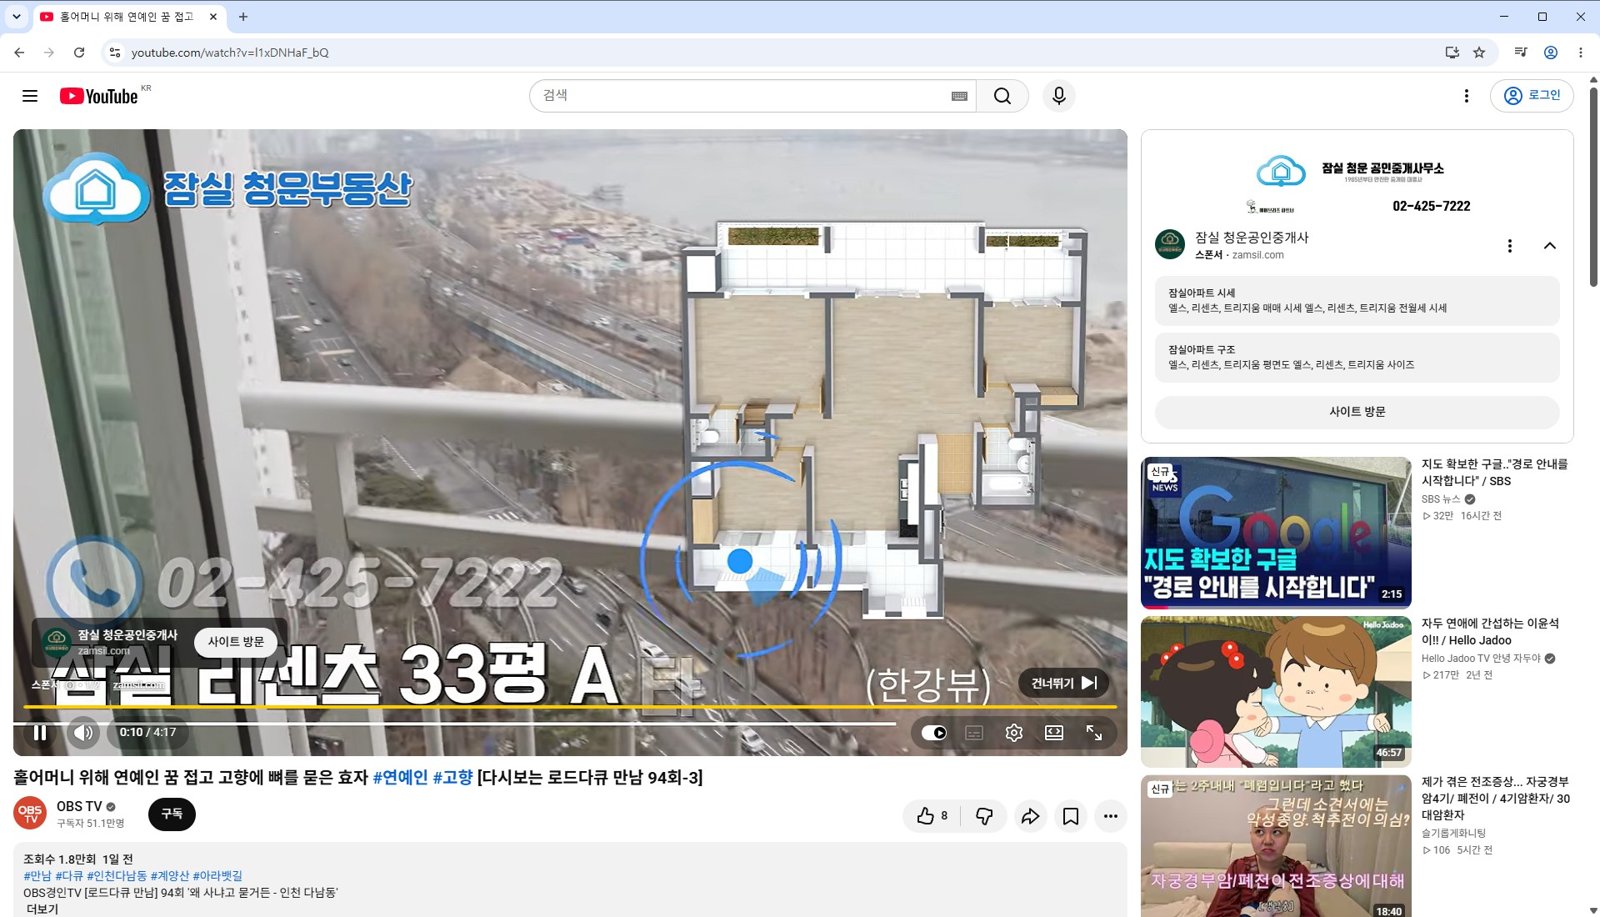 홀어머니 위해 연예인 꿈 접고
youtube.com/watch?v=l1xDNHaF_bQ
YouTube KR
검색
로그인
잠실 청운부동산
02-425-7222
잠실 청운공인중개사
zamsil.com
사이트 방문
잠실 리센츠 33평 A
(한강뷰)
건너뛰기
0:10 / 4:17
홀어머니 위해 연예인 꿈 접고 고향에 뼈를 묻은 효자 #연예인 #고향 [다시보는 로드다큐 만남 94회-3]
OBS TV
OBS TV
구독자 51.1만명
구독
8
조회수 1.8만회 1일 전
#만남 #다큐 #인천다남동 #계양산 #아라뱃길
OBS경인TV [로드다큐 만남] 94회 '왜 사냐고 묻거든 - 인천 다남동'
더보기
잠실 청운 공인중개사무소
02-425-7222
잠실 청운공인중개사
스폰서 · zamsil.com
잠실아파트 시세
엘스, 리센츠, 트리지움 매매 시세 엘스, 리센츠, 트리지움 전월세 시세
잠실아파트 구조
엘스, 리센츠, 트리지움 평면도 엘스, 리센츠, 트리지움 사이즈
사이트 방문
신규
NEWS
Google
지도 확보한 구글
"경로 안내를 시작합니다"
2:15
지도 확보한 구글.."경로 안내를 시작합니다" / SBS
SBS 뉴스
32만 16시간 전
Hello Jadoo
46:57
자두 연애에 간섭하는 이윤석이!! / Hello Jadoo
Hello Jadoo TV 안녕 자두야
217만 2년 전
신규
2주내내 "폐렴입니다"라고 했다
그런데 소견서에는
악성종양.척추전이 의심?
자궁경부암/폐전이 전조증상에 대해
18:40
제가 겪은 전조증상... 자궁경부암4기/ 폐전이 / 4기암환자/ 30대암환자
슬기롭게화니팅
106 5시간 전